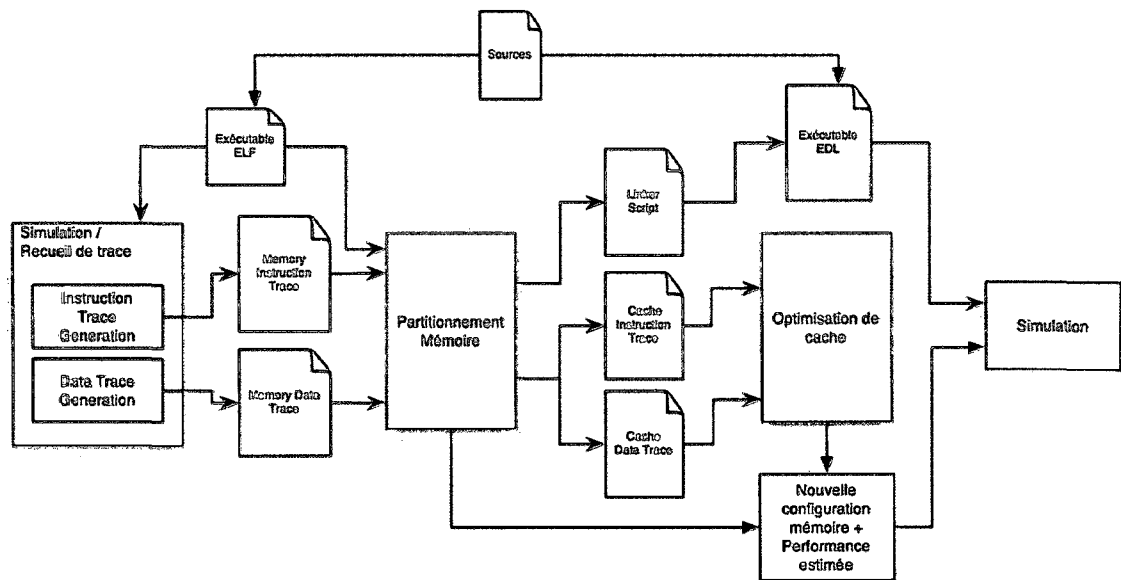 Sources
Exécutable
ELF
Exécutable
EDL
Simulation /
Recueil de trace
Instruction
Trace
Generation
Data Trace
Generation
Memory
Instruction
Trace
Memory Data
Trace
Partitionnement
Mémoire
Linker
Script
Cache
Instruction
Trace
Cache
Data Trace
Optimisation de
cache
Nouvelle
configuration
mémoire +
Performance
estimée
Simulation